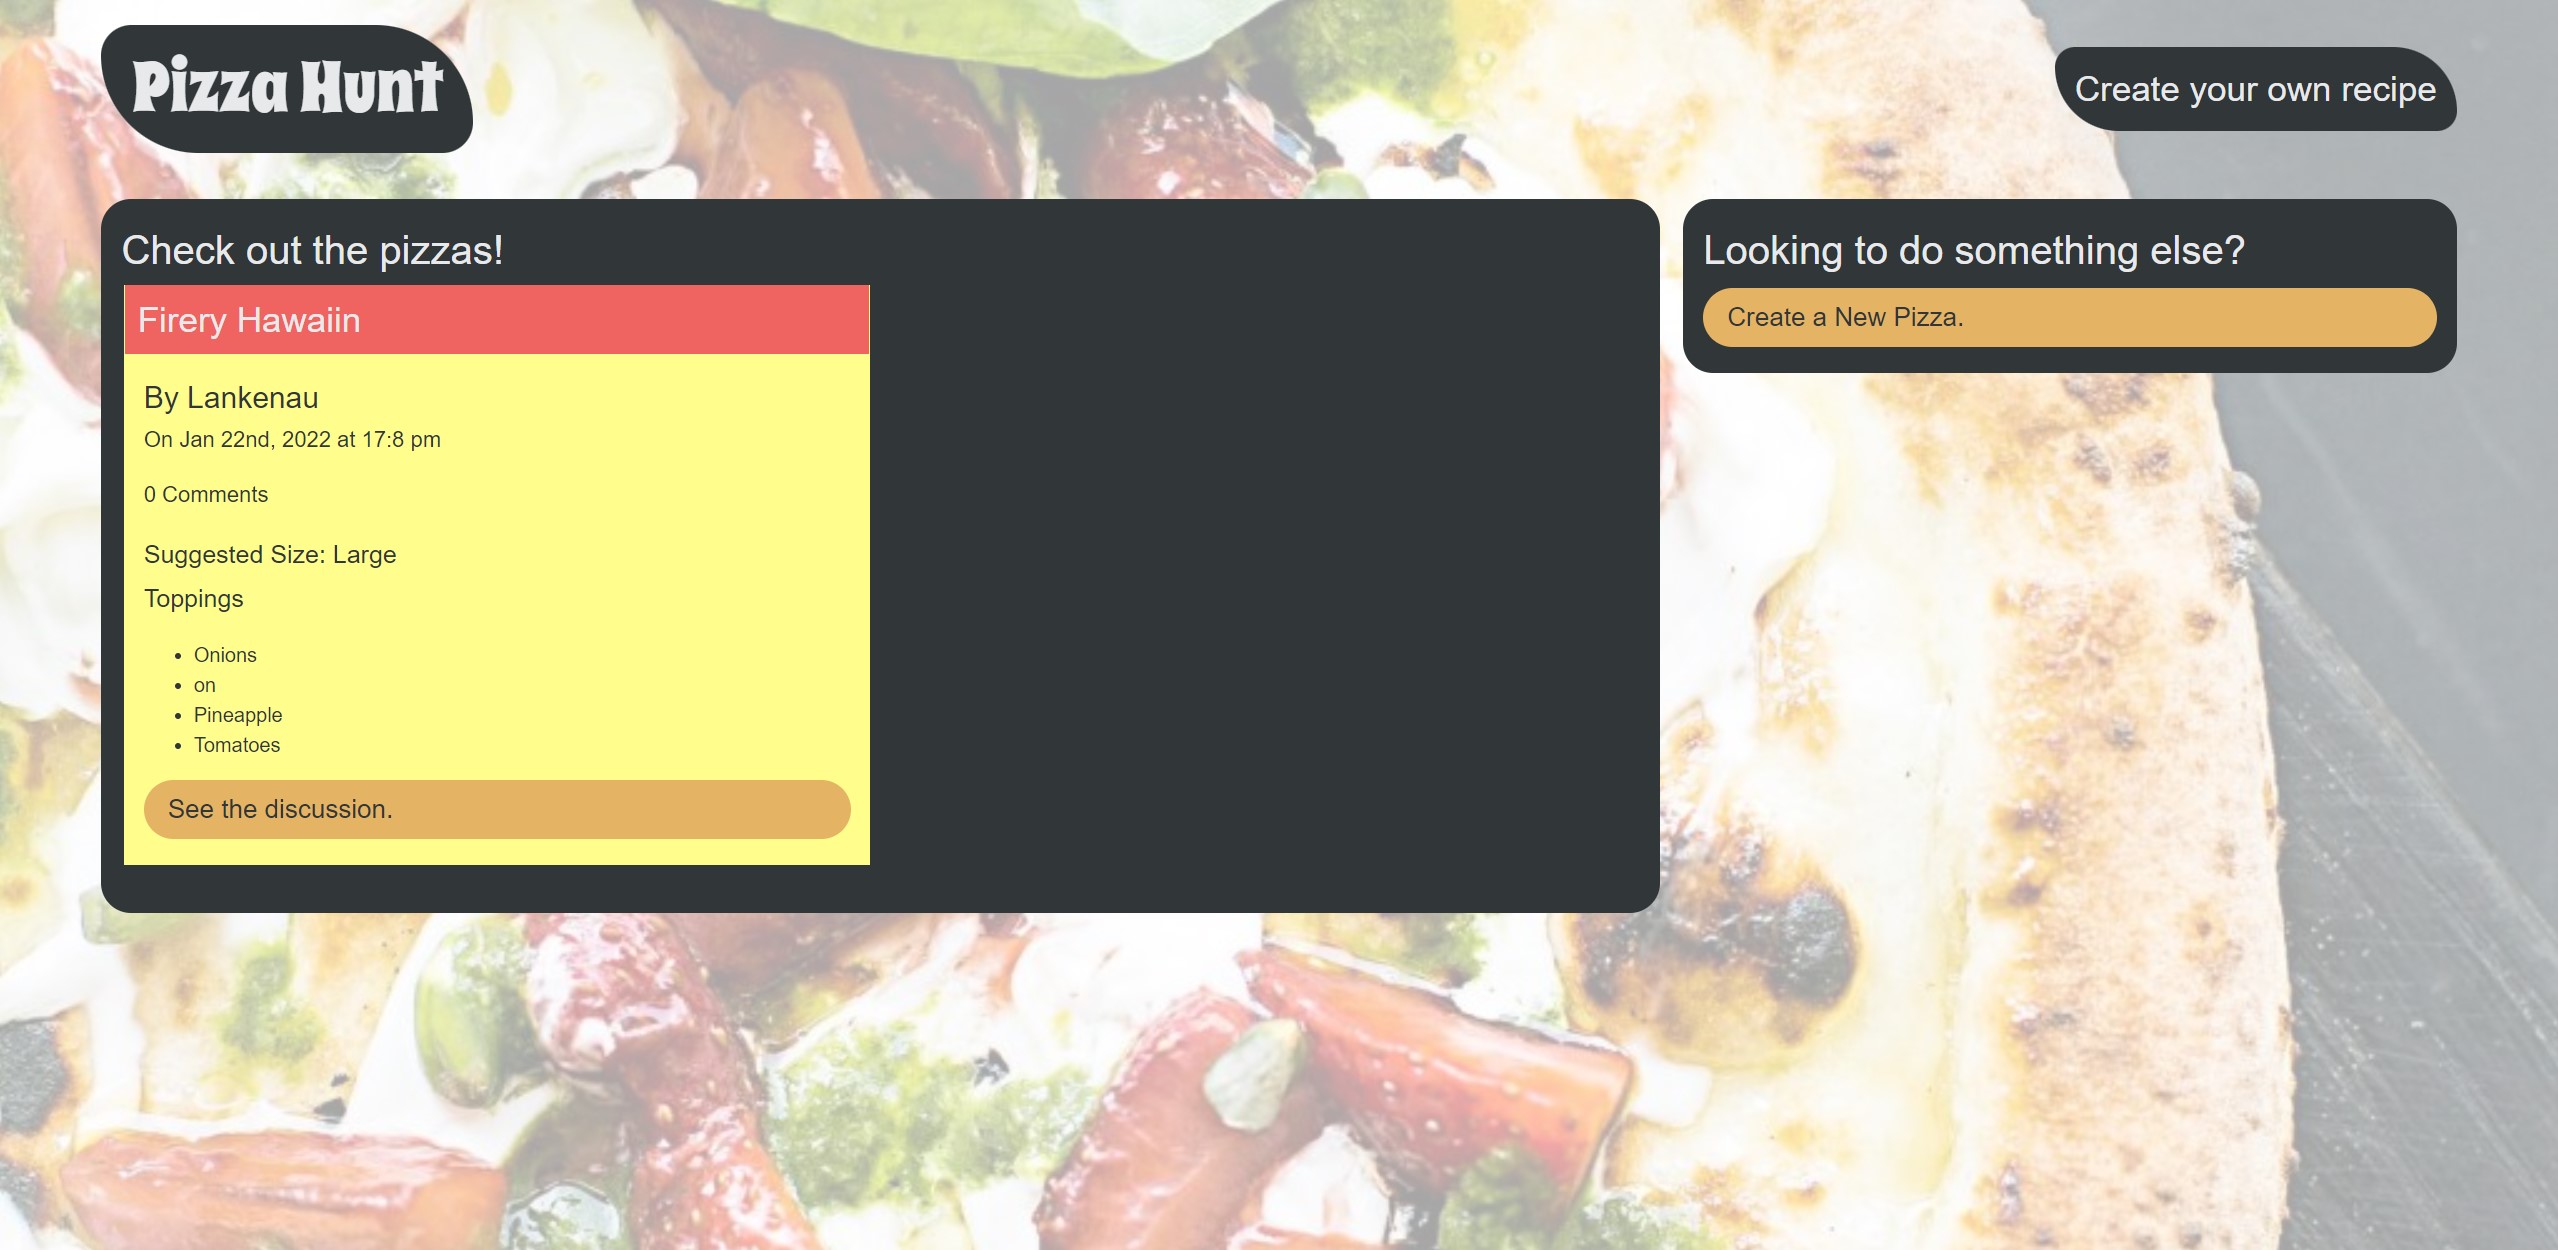 Pizza Hunt
Create your own recipe
Check out the pizzas!
Firery Hawaiin
By Lankenau
On Jan 22nd, 2022 at 17:8 pm
0 Comments
Suggested Size: Large
Toppings
Onions
on
Pineapple
Tomatoes
See the discussion.
Looking to do something else?
Create a New Pizza.